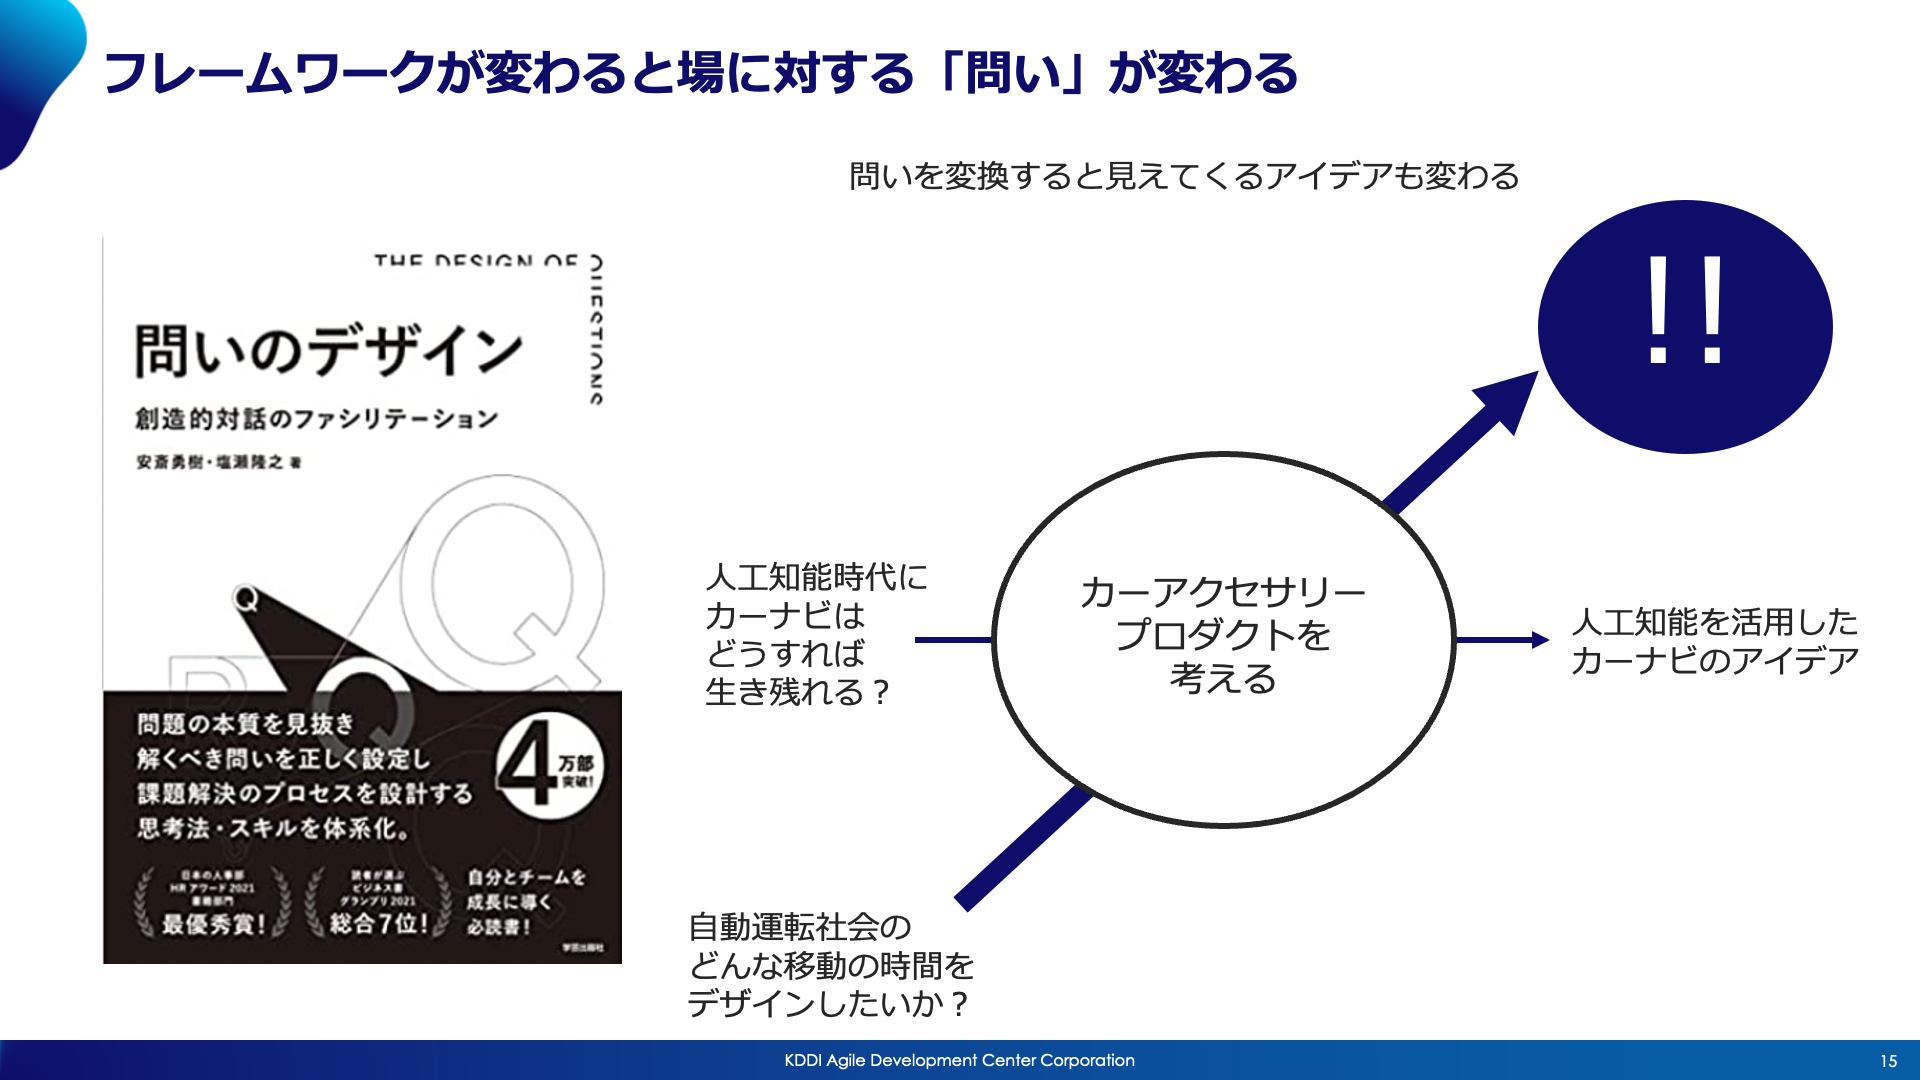 フレームワークが変わると場に対する「問い」が変わる
問いを変換すると見えてくるアイデアも変わる
THE DESIGN OF
QUESTIONS
問いのデザイン
創造的対話のファシリテーション
安斎勇樹・塩瀬隆之 著
Q
Q
Q
問題の本質を見抜き
解くべき問いを正しく設定し
課題解決のプロセスを設計する
思考法・スキルを体系化。
4万部
突破!
日本の人事部
HRアワード2021
書籍部門
最優秀賞!
読者が選ぶ
ビジネス書
グランプリ2021
総合7位!
自分とチームを
成長に導く
必読書!
学芸出版社
人工知能時代に
カーナビは
どうすれば
生き残れる？
自動運転社会の
どんな移動の時間を
デザインしたいか？
カーアクセサリー
プロダクトを
考える
!!
人工知能を活用した
カーナビのアイデア
KDDI Agile Development Center Corporation
15